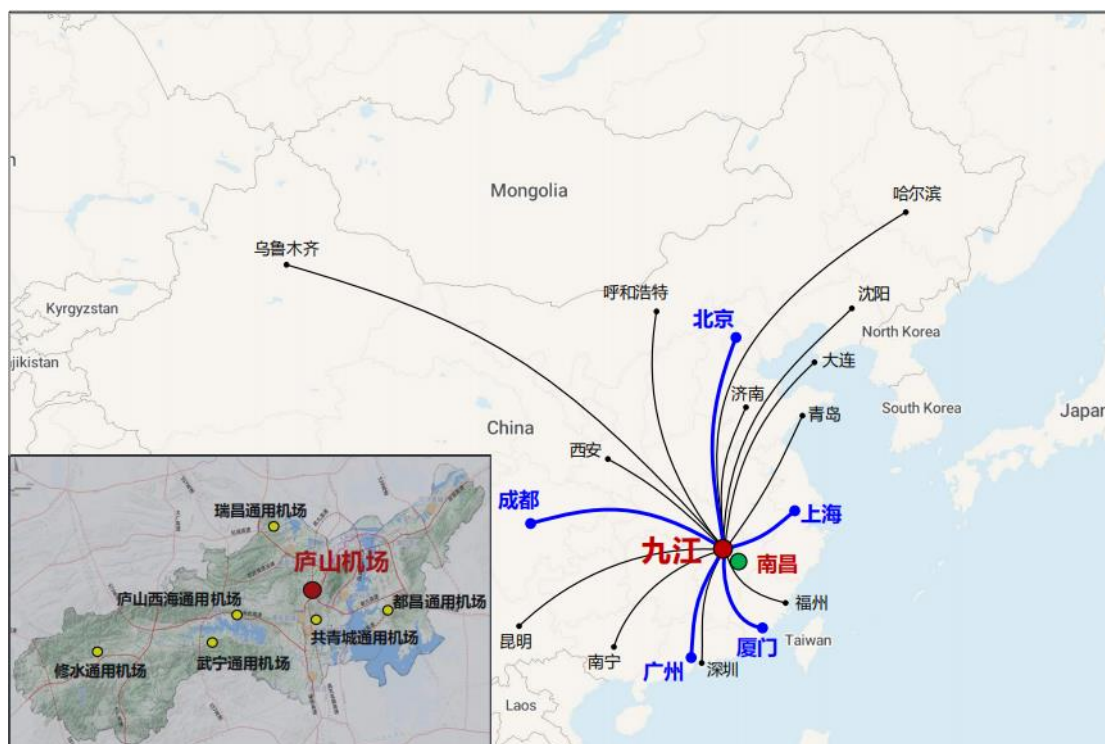 Mongolia
哈尔滨
乌鲁木齐
呼和浩特
沈阳
Kyrgyzstan
北京
North Korea
jikistan
大连
济南
青岛
South Korea
Japan
China
西安
成都
上海
九江
南昌
福州
昆明
南宁
广州
深圳
厦门
Taiwan
Laos
瑞昌通用机场
庐山机场
庐山西海通用机场
都昌通用机场
共青城通用机场
武宁通用机场
修水通用机场